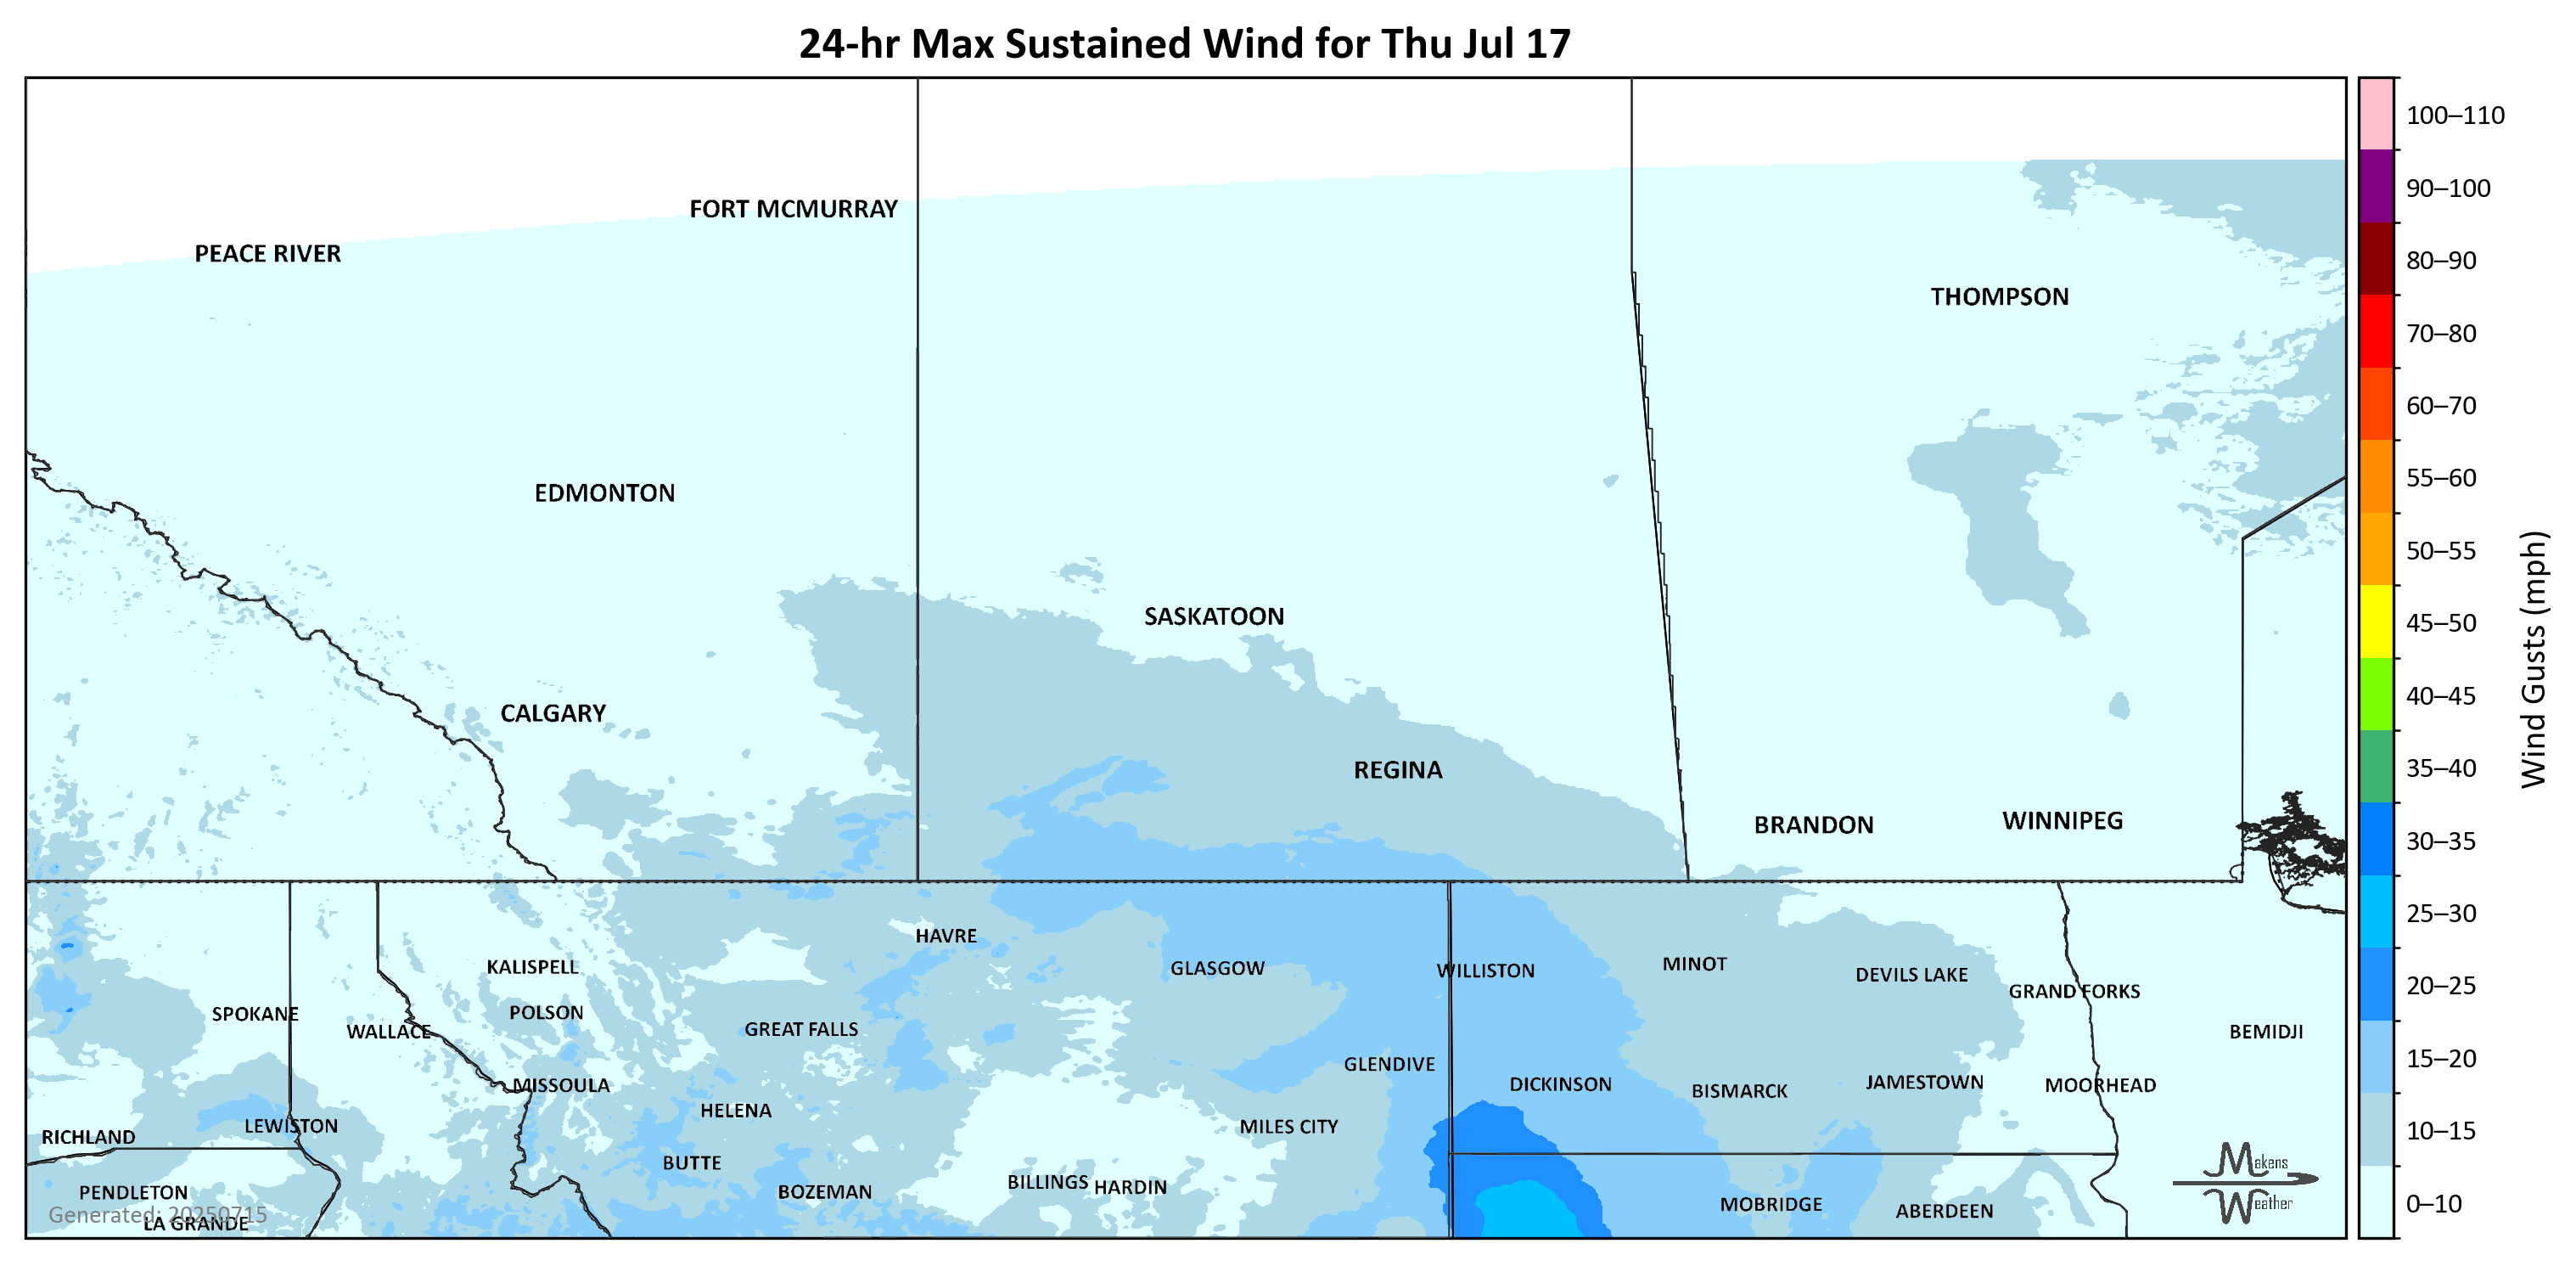 24-hr Max Sustained Wind for Thu Jul 17
100–110
90–100
80–90
70–80
60–70
55–60
50–55
45–50
40–45
35–40
30–35
25–30
20–25
15–20
10–15
0–10
Wind Gusts (mph)
FORT MCMURRAY
PEACE RIVER
THOMPSON
EDMONTON
SASKATOON
CALGARY
REGINA
BRANDON
WINNIPEG
HAVRE
KALISPELL
GLASGOW
WILLISTON
MINOT
DEVILS LAKE
GRAND FORKS
SPOKANE
POLSON
WALLACE
GREAT FALLS
BEMIDJI
GLENDIVE
MISSOULA
DICKINSON
BISMARCK
JAMESTOWN
MOORHEAD
HELENA
LEWISTON
MILES CITY
RICHLAND
BUTTE
PENDLETON
BOZEMAN
BILLINGS
HARDIN
MOBRIDGE
ABERDEEN
Generated: 20250715
LA GRANDE
Makens
Weather